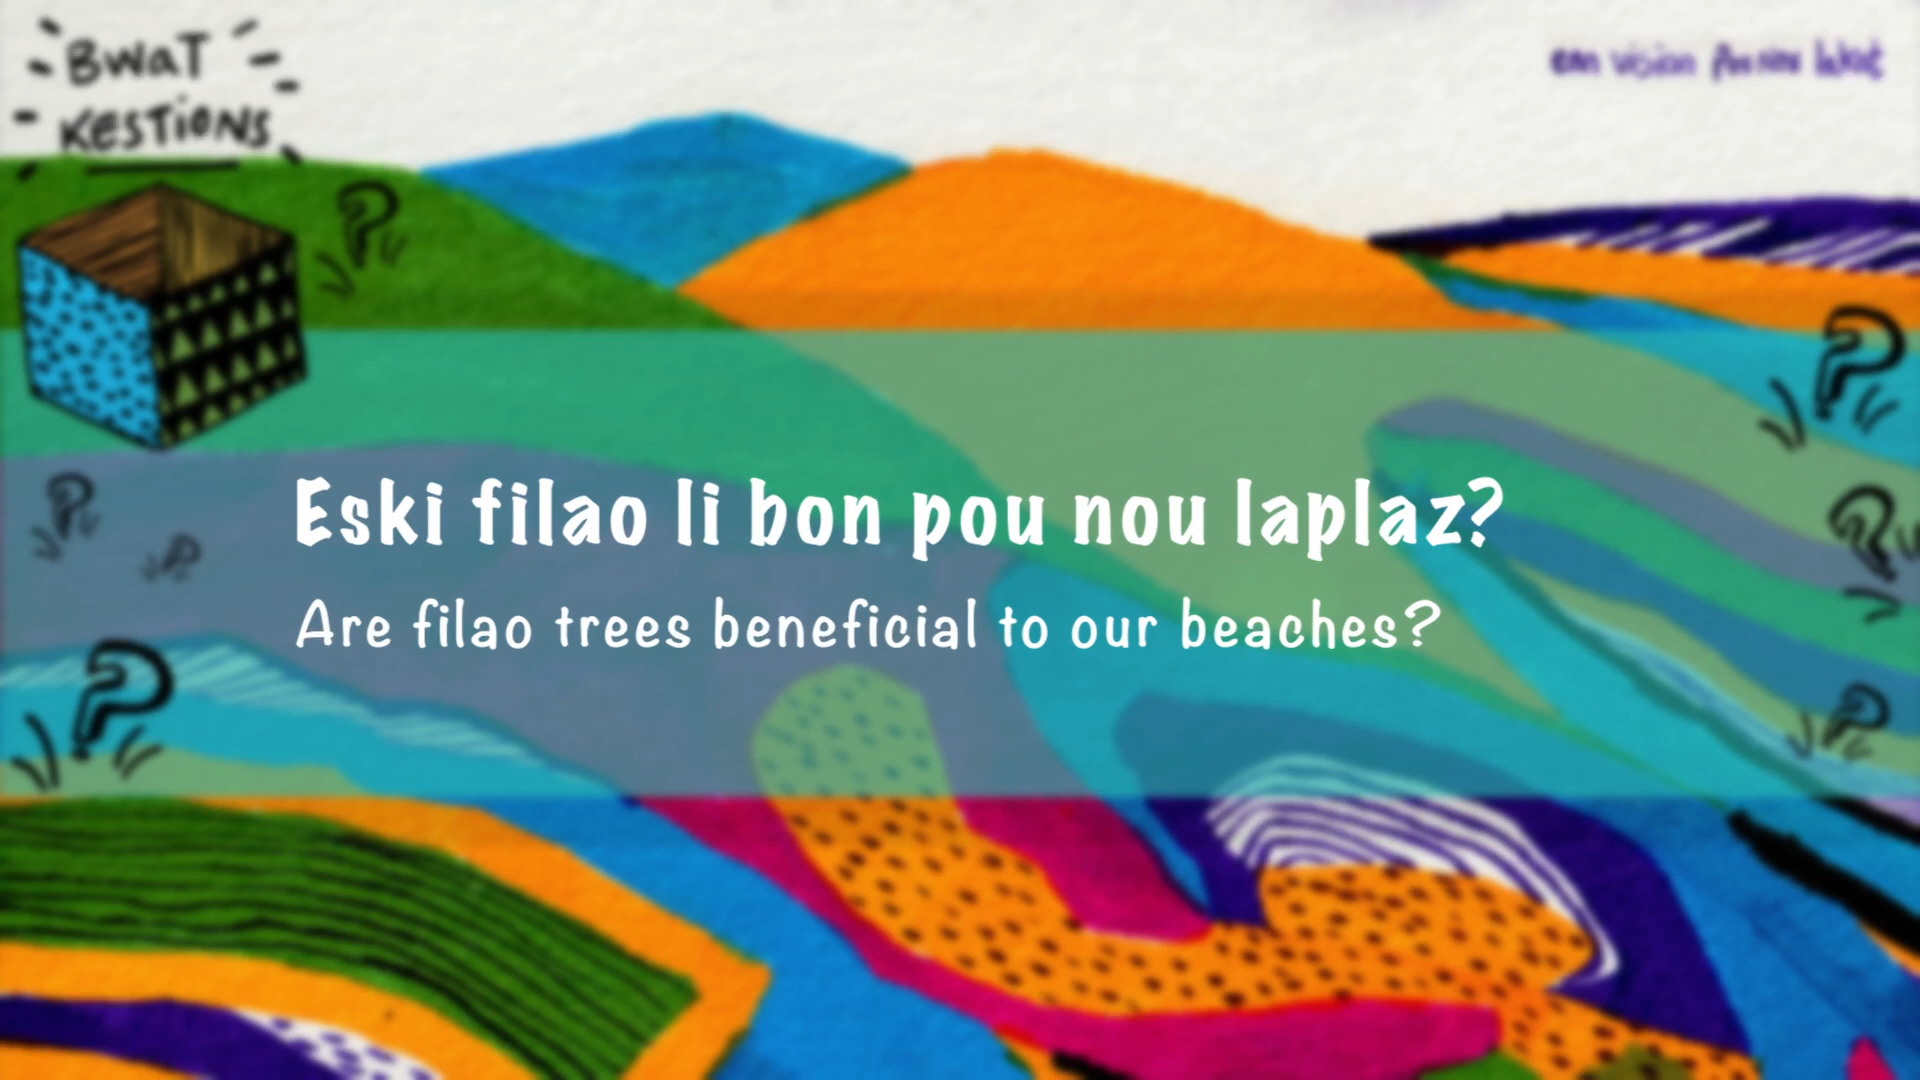 BWaT
KESTiONS
Eski filao li bon pou nou laplaz?
Are filao trees beneficial to our beaches?